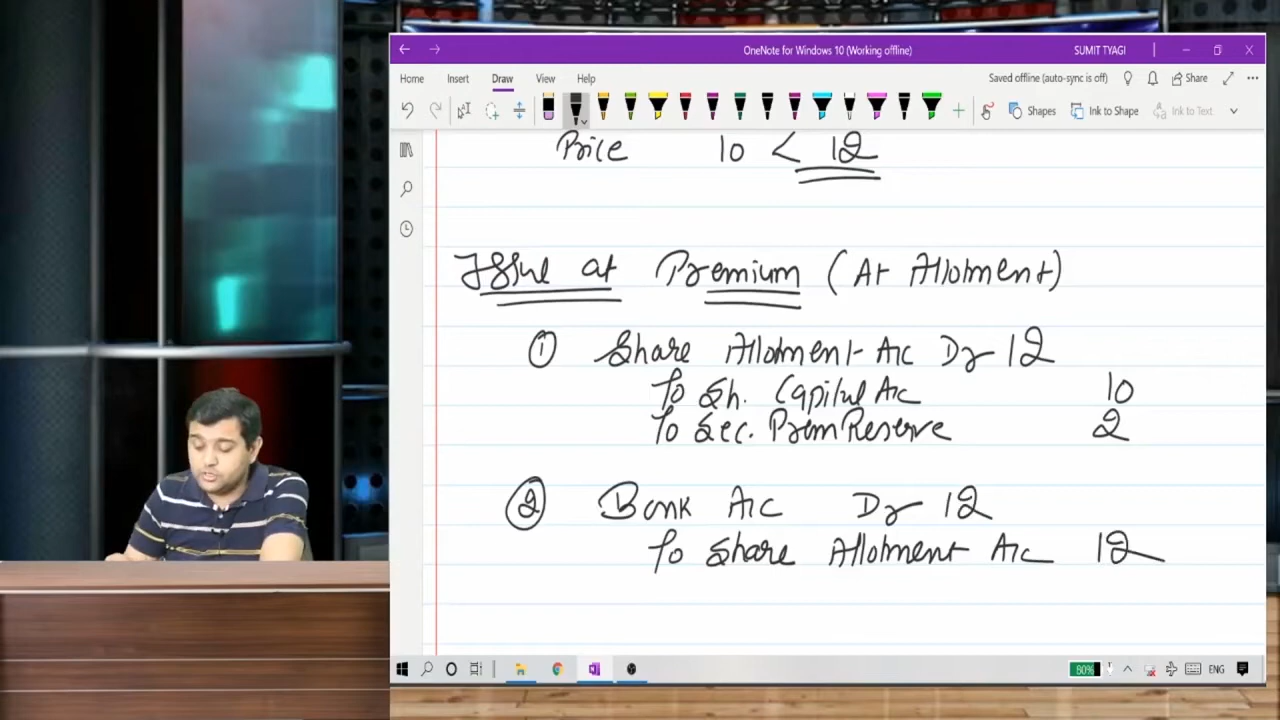 OneNote for Windows 10 (Working offline)
SUMIT TYAGI
Home Insert Draw View Help
Saved offline (auto-sync is off)
Share
Shapes
Ink to Shape
Ink to Text
Price 10 < 12
Issue at Premium (At Allotment)
① Share Allotment A/c Dr 12
To Sh. Capital A/c 10
To Sec. Prem Reserve 2
② Bank A/c Dr 12
To Share Allotment A/c 12
80%
ENG